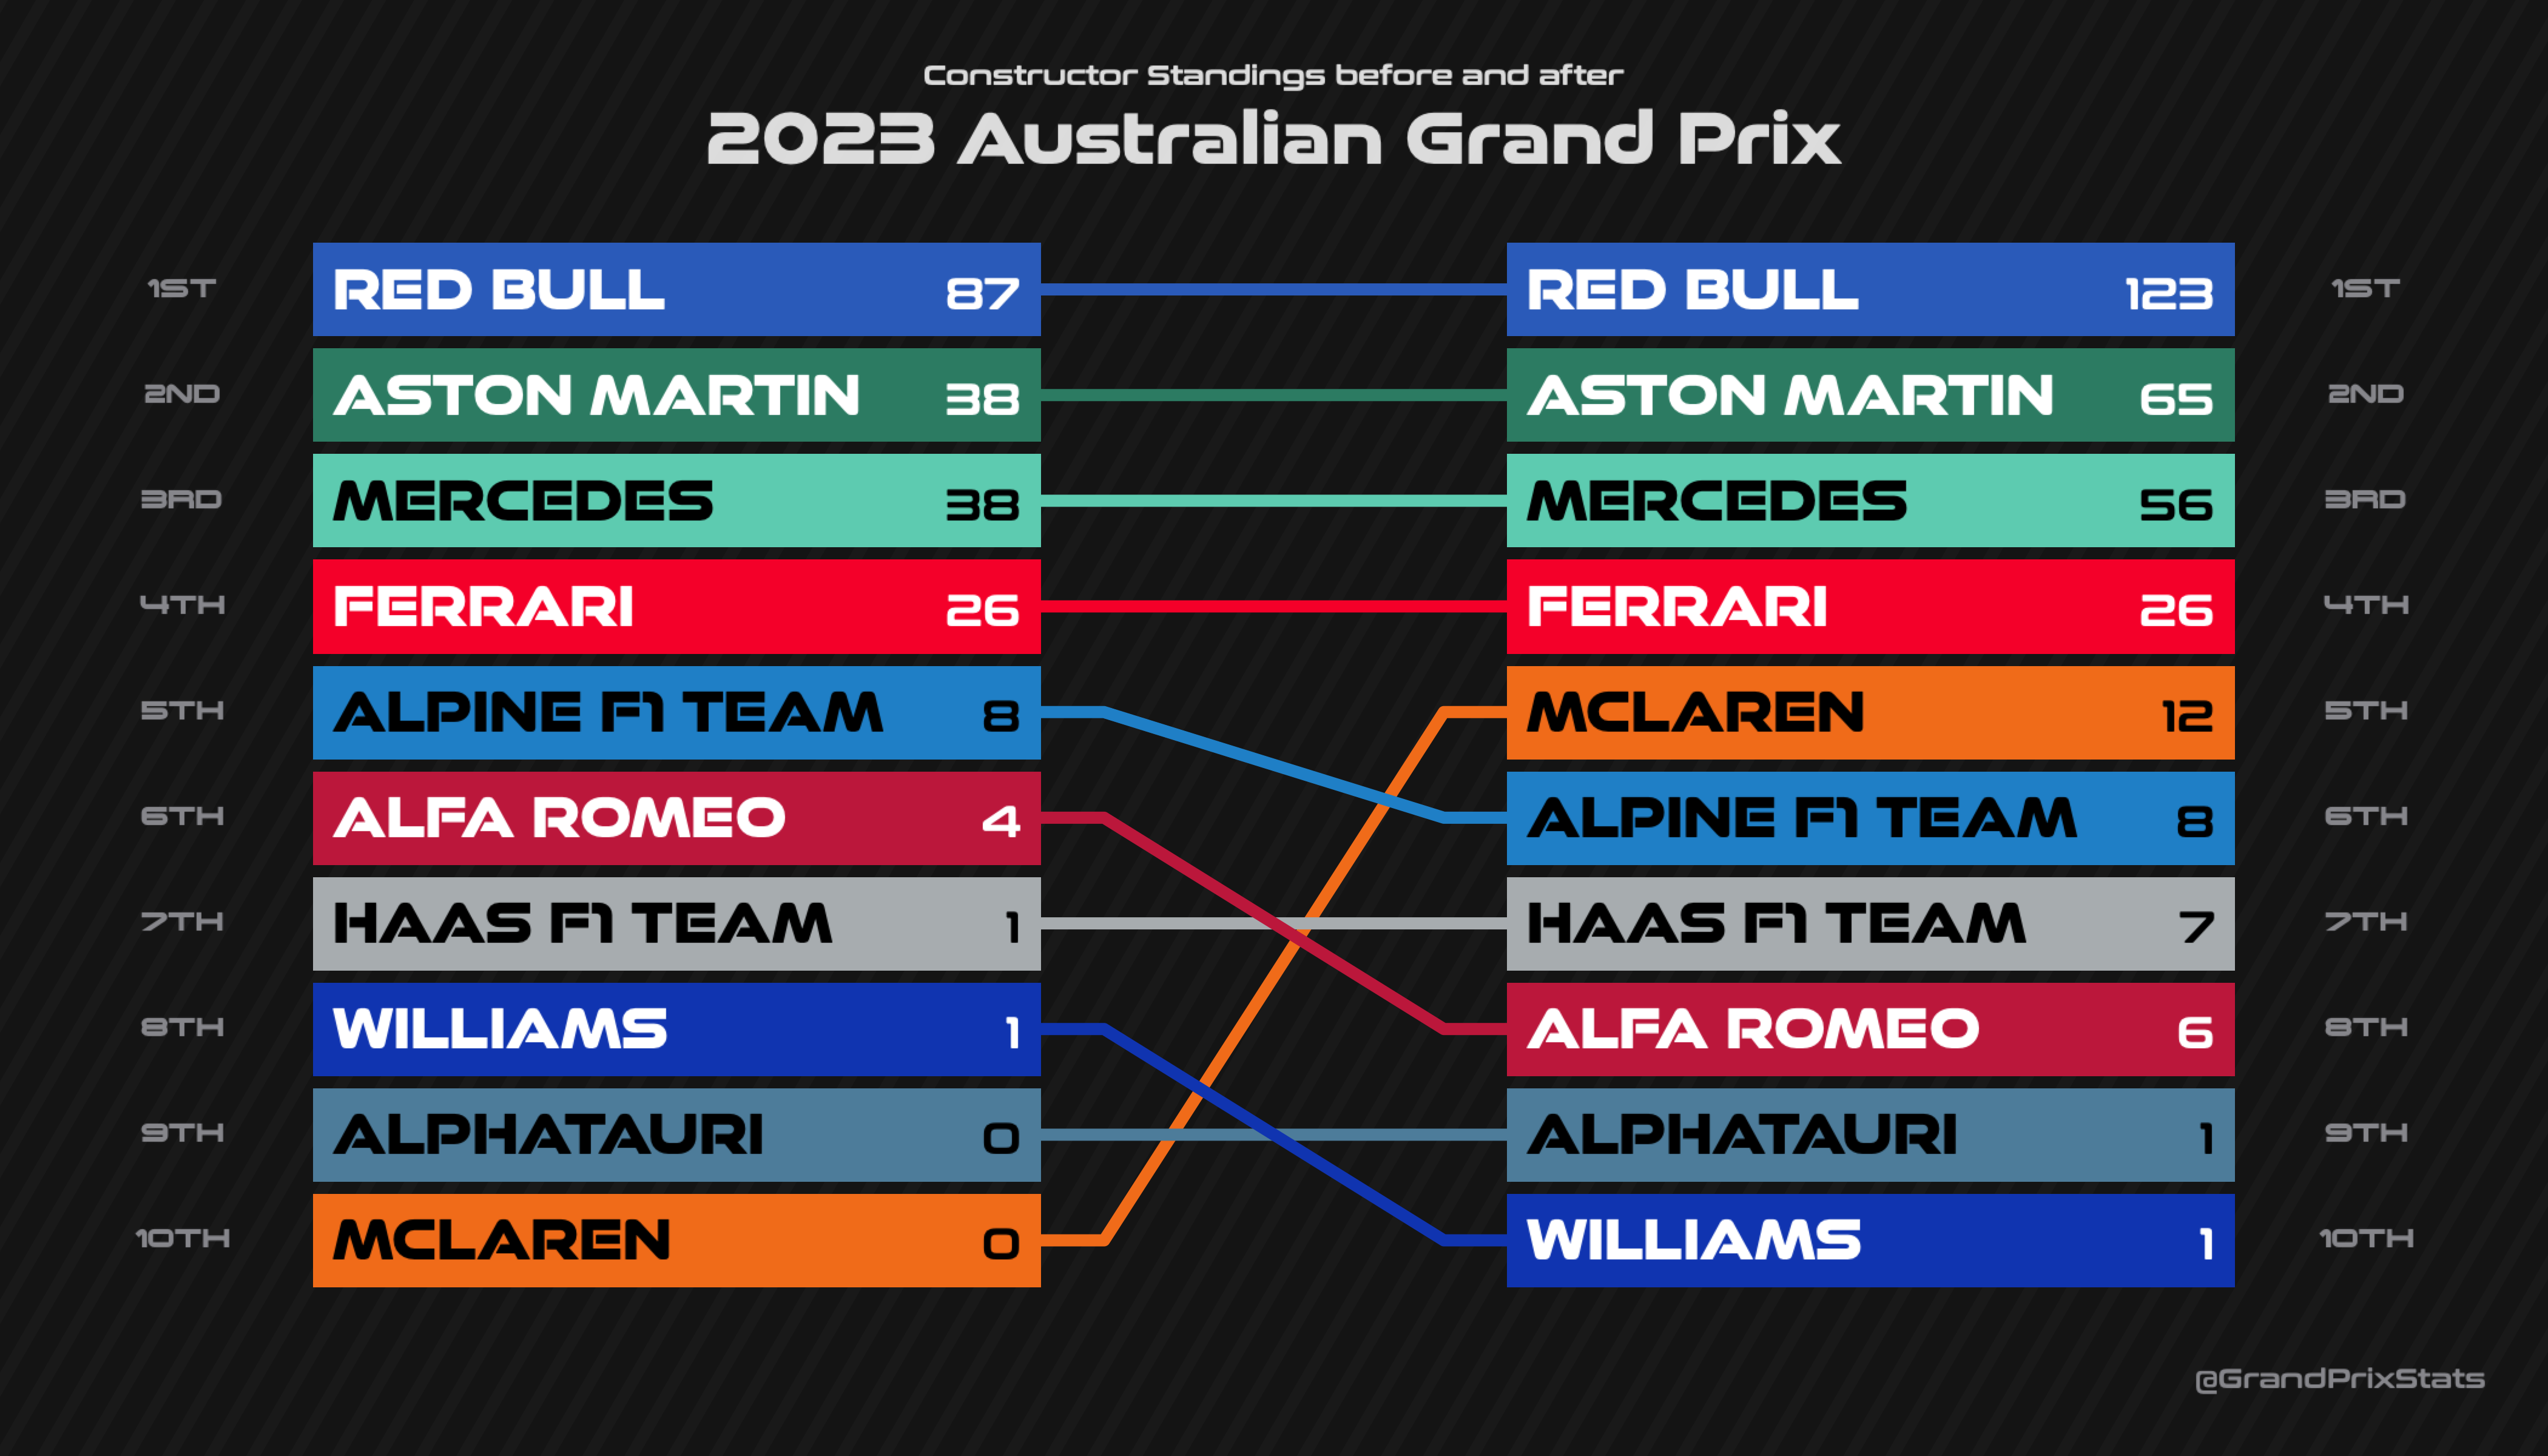 Constructor Standings before and after
2023 Australian Grand Prix
1ST RED BULL 87 RED BULL 123 1ST
2ND ASTON MARTIN 38 ASTON MARTIN 65 2ND
3RD MERCEDES 38 MERCEDES 56 3RD
4TH FERRARI 26 FERRARI 26 4TH
5TH ALPINE F1 TEAM 8 MCLAREN 12 5TH
6TH ALFA ROMEO 4 ALPINE F1 TEAM 8 6TH
7TH HAAS F1 TEAM 1 HAAS F1 TEAM 7 7TH
8TH WILLIAMS 1 ALFA ROMEO 6 8TH
9TH ALPHATAURI 0 ALPHATAURI 1 9TH
10TH MCLAREN 0 WILLIAMS 1 10TH
@GrandPrixStats